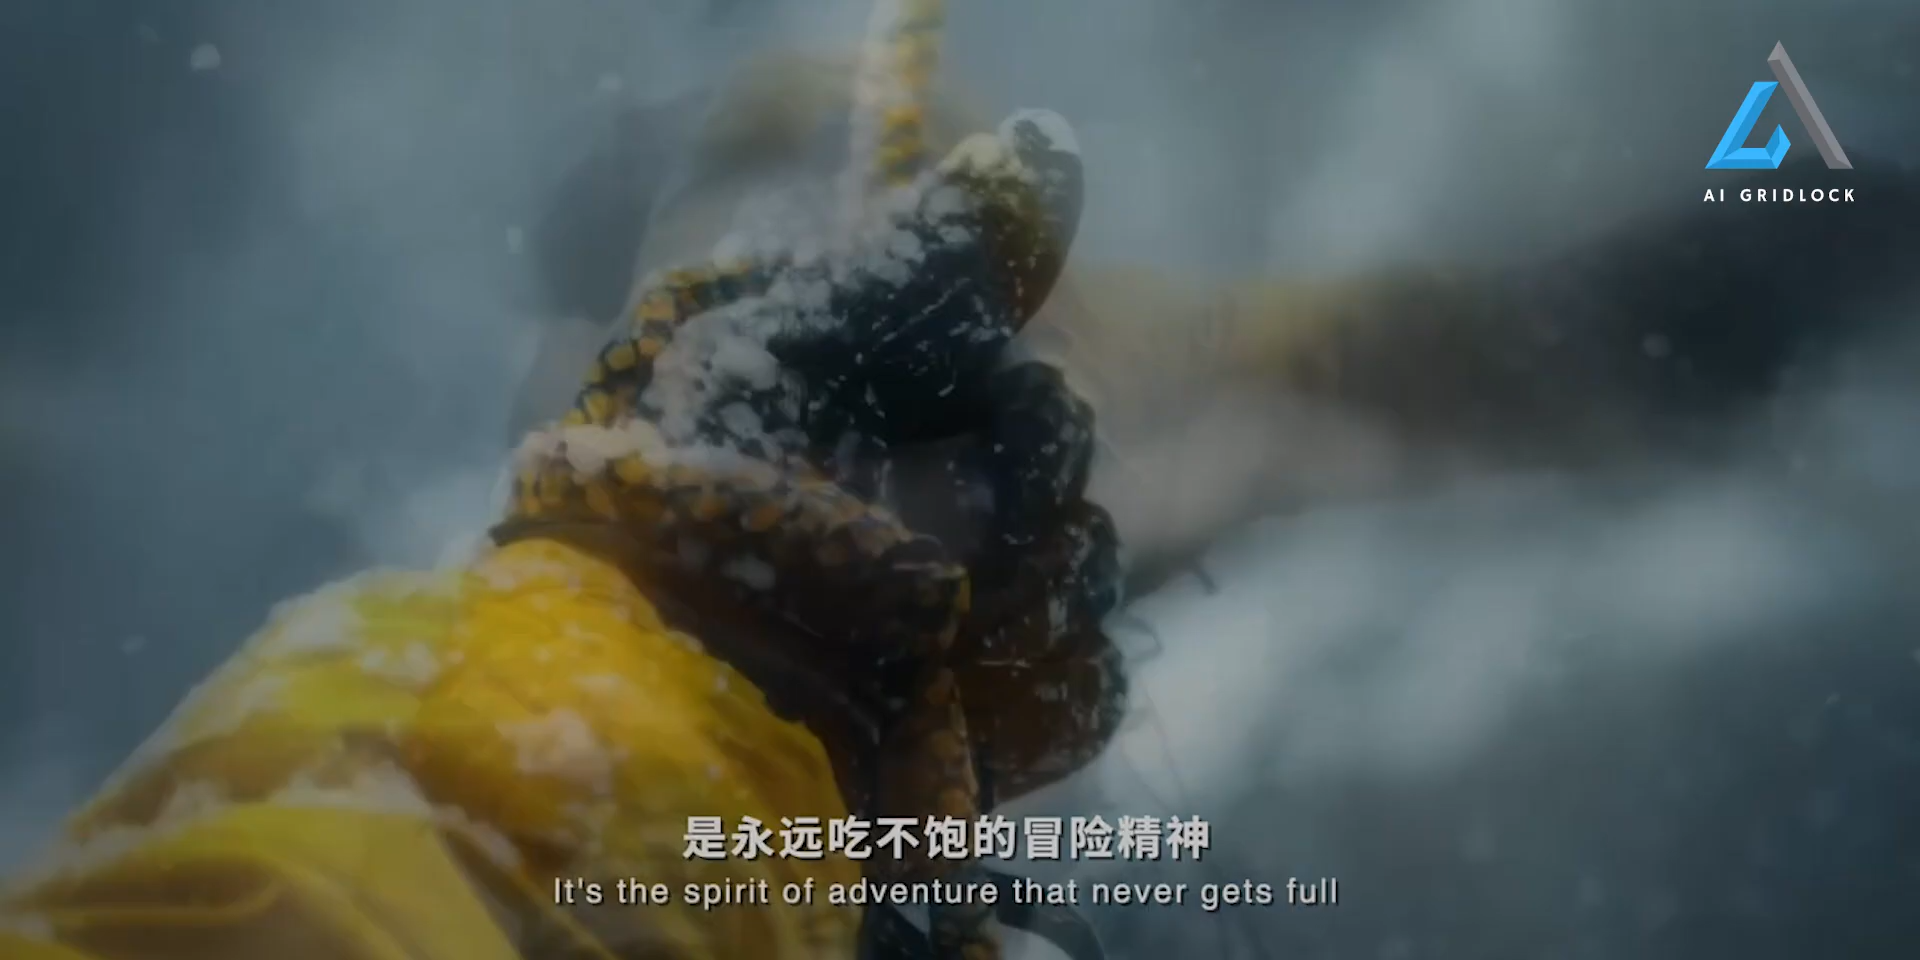 AI GRIDLOCK
是永远吃不饱的冒险精神
It's the spirit of adventure that never gets full